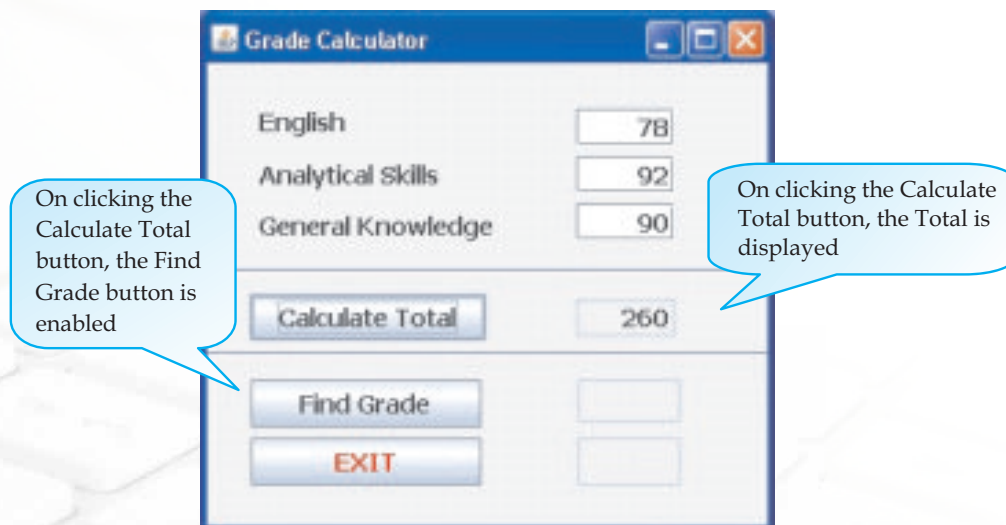 Grade Calculator
English
78
Analytical Skills
92
General Knowledge
90
On clicking the
Calculate Total
button, the Find
Grade button is
enabled
On clicking the Calculate
Total button, the Total is
displayed
Calculate Total
260
Find Grade
EXIT